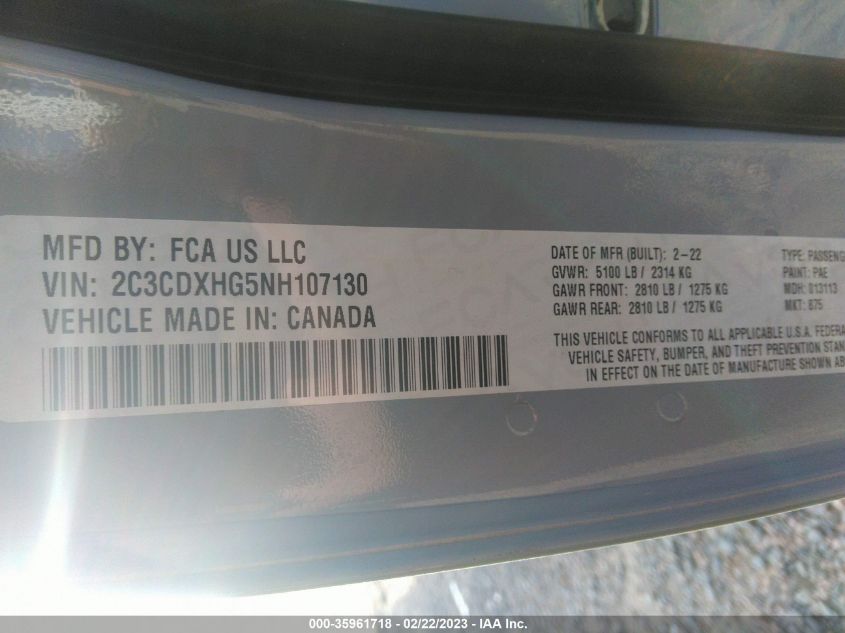 MFD BY: FCA US LLC
VIN: 2C3CDXHG5NH107130
VEHICLE MADE IN: CANADA
DATE OF MFR (BUILT): 2-22
GVWR: 5100 LB / 2314 KG
GAWR FRONT: 2810 LB / 1275 KG
GAWR REAR: 2810 LB / 1275 KG
TYPE: PASSENG
PAINT: PAE
MDH: 013113
MKT: 875
THIS VEHICLE CONFORMS TO ALL APPLICABLE U.S.A. FEDERA
VEHICLE SAFETY, BUMPER, AND THEFT PREVENTION STAN
IN EFFECT ON THE DATE OF MANUFACTURE SHOWN AB
000-35961718 - 02/22/2023 - IAA Inc.